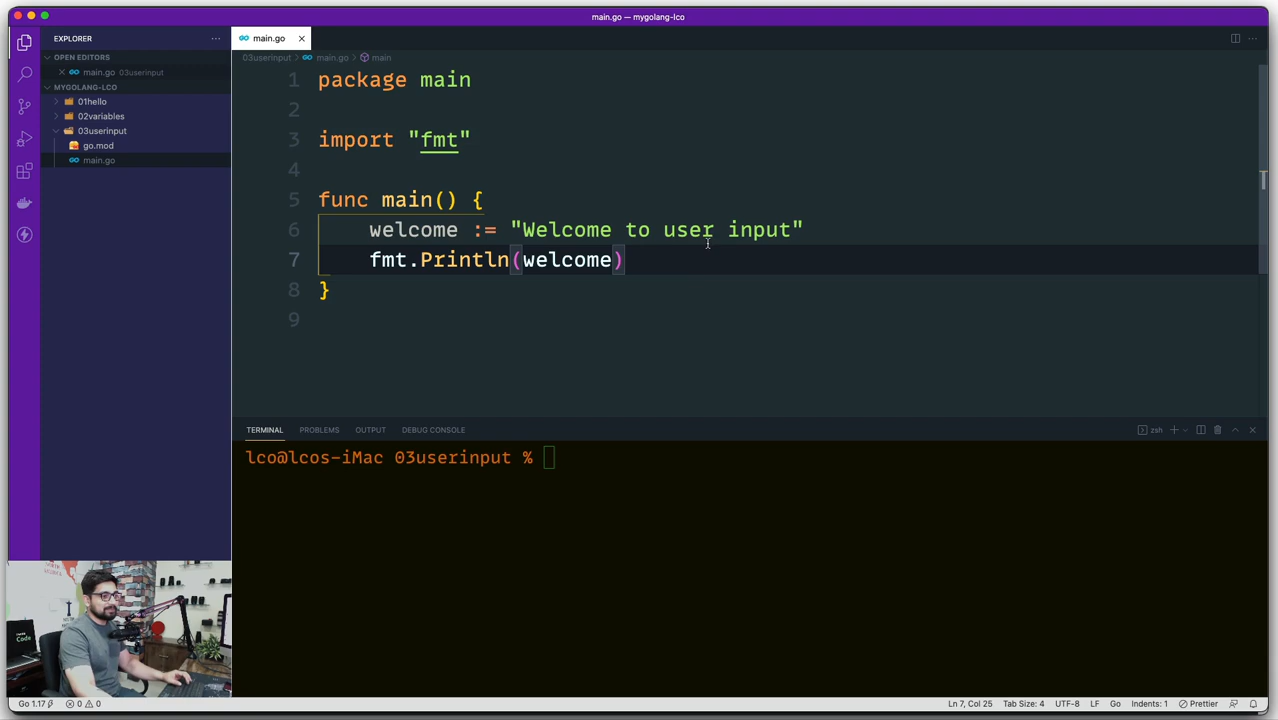 main.go — mygolang-lco
EXPLORER
OPEN EDITORS
main.go 03userinput
MYGOLANG-LCO
01hello
02variables
03userinput
go.mod
main.go
main.go
03userinput > main.go > main
1 package main
2
3 import "fmt"
4
5 func main() {
6 welcome := "Welcome to user input"
7 fmt.Println(welcome)
8 }
9
TERMINAL PROBLEMS OUTPUT DEBUG CONSOLE
zsh
lco@lcos-iMac 03userinput %
Code
Go 1.17 0 0
Ln 7, Col 25 Tab Size: 4 UTF-8 LF Go Indents: 1 Prettier